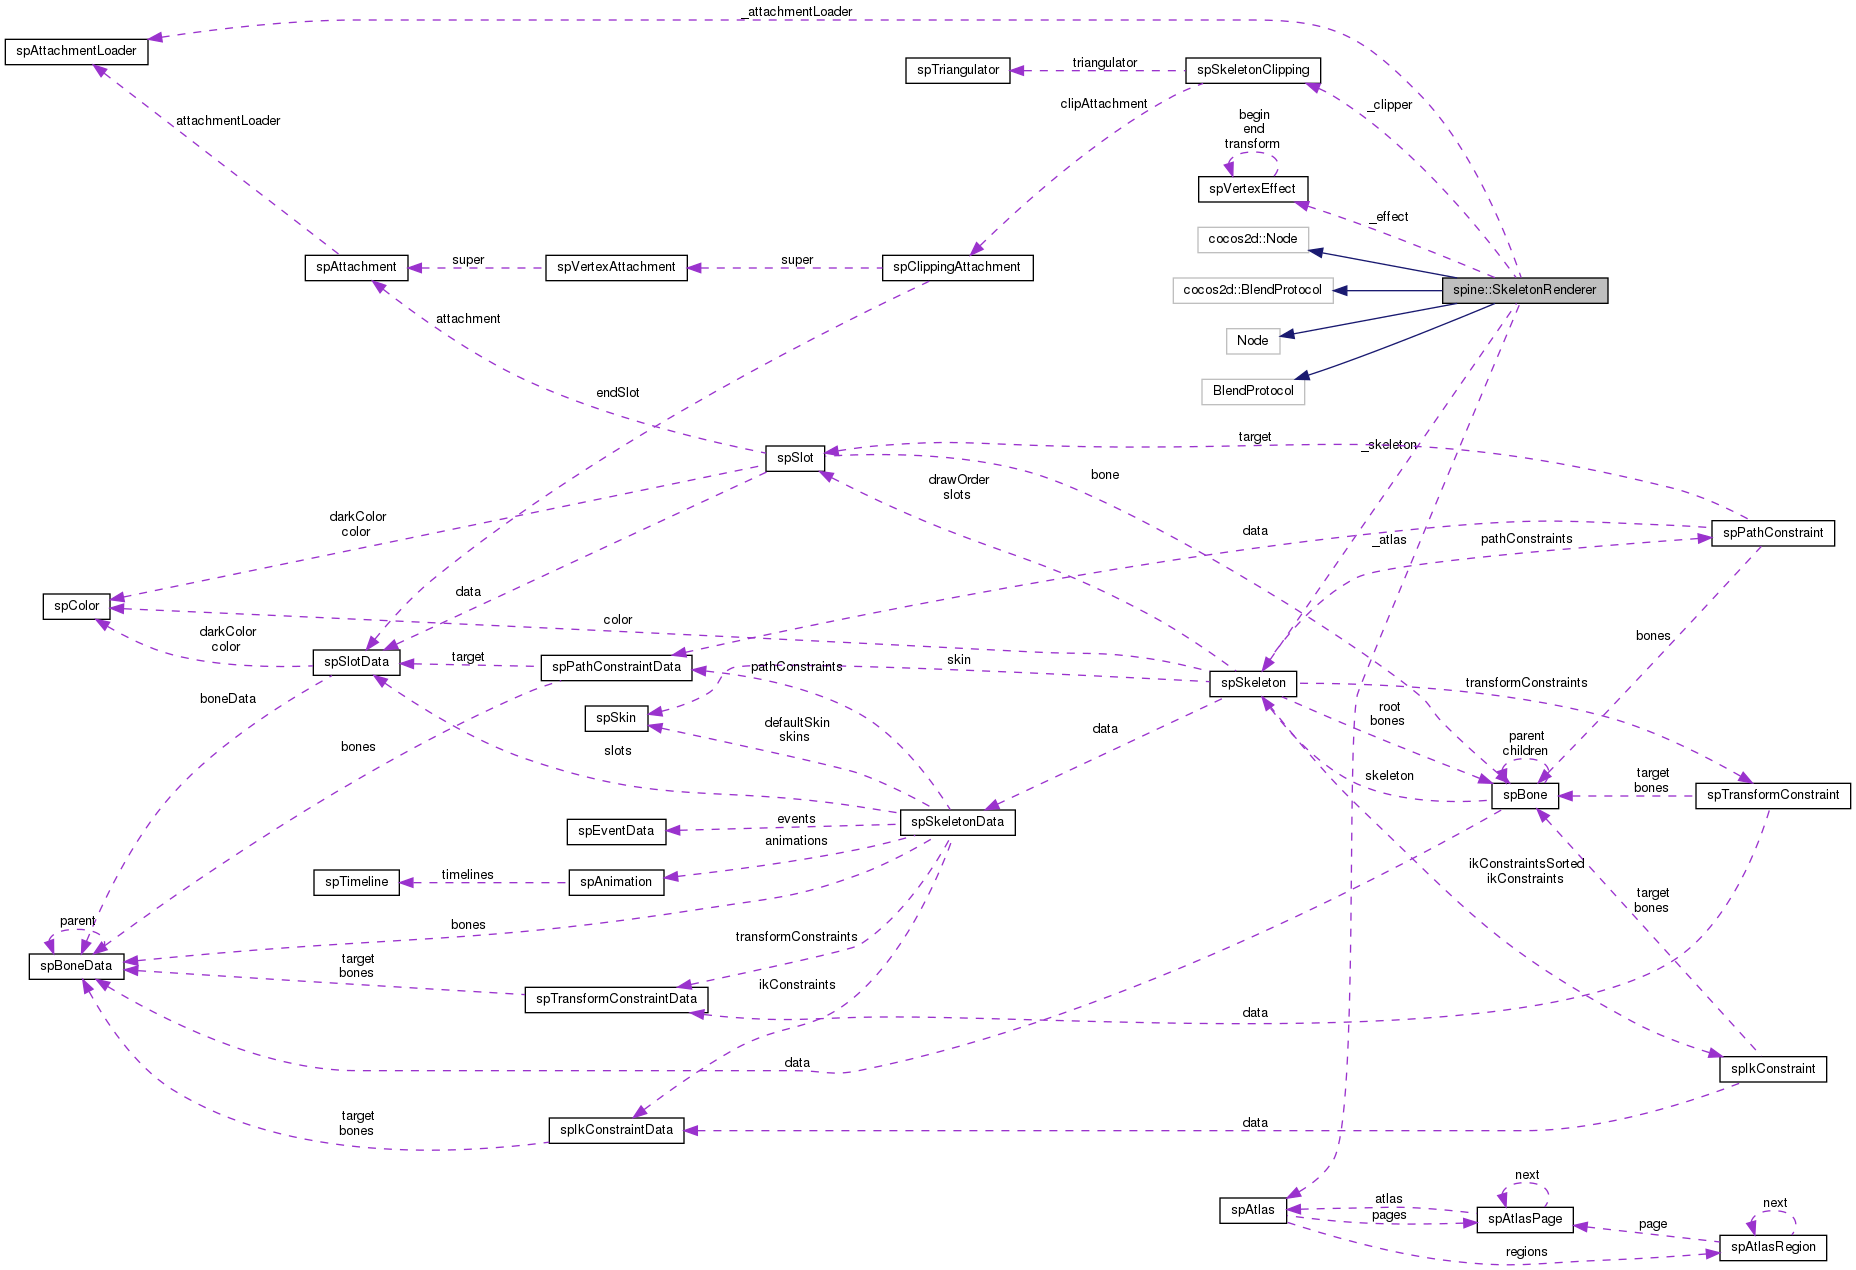 _attachmentLoader
spAttachmentLoader
spTriangulator
triangulator
spSkeletonClipping
attachmentLoader
clipAttachment
_clipper
begin
end
transform
spVertexEffect
_effect
cocos2d::Node
spAttachment
super
spVertexAttachment
super
spClippingAttachment
cocos2d::BlendProtocol
spine::SkeletonRenderer
attachment
Node
endSlot
BlendProtocol
spSlot
target
_skeleton
drawOrder
slots
bone
darkColor
color
data
_atlas
pathConstraints
spPathConstraint
spColor
data
color
darkColor
color
spSlotData
target
spPathConstraintData
pathConstraints
skin
bones
spSkeleton
transformConstraints
boneData
spSkin
defaultSkin
skins
data
root
bones
bones
slots
parent
children
skeleton
spBone
target
bones
spTransformConstraint
spEventData
events
animations
spSkeletonData
spTimeline
timelines
spAnimation
ikConstraintsSorted
ikConstraints
target
bones
parent
bones
transformConstraints
spBoneData
target
bones
spTransformConstraintData
ikConstraints
data
data
spIkConstraint
target
bones
spIkConstraintData
data
next
spAtlas
atlas
pages
spAtlasPage
next
page
regions
spAtlasRegion